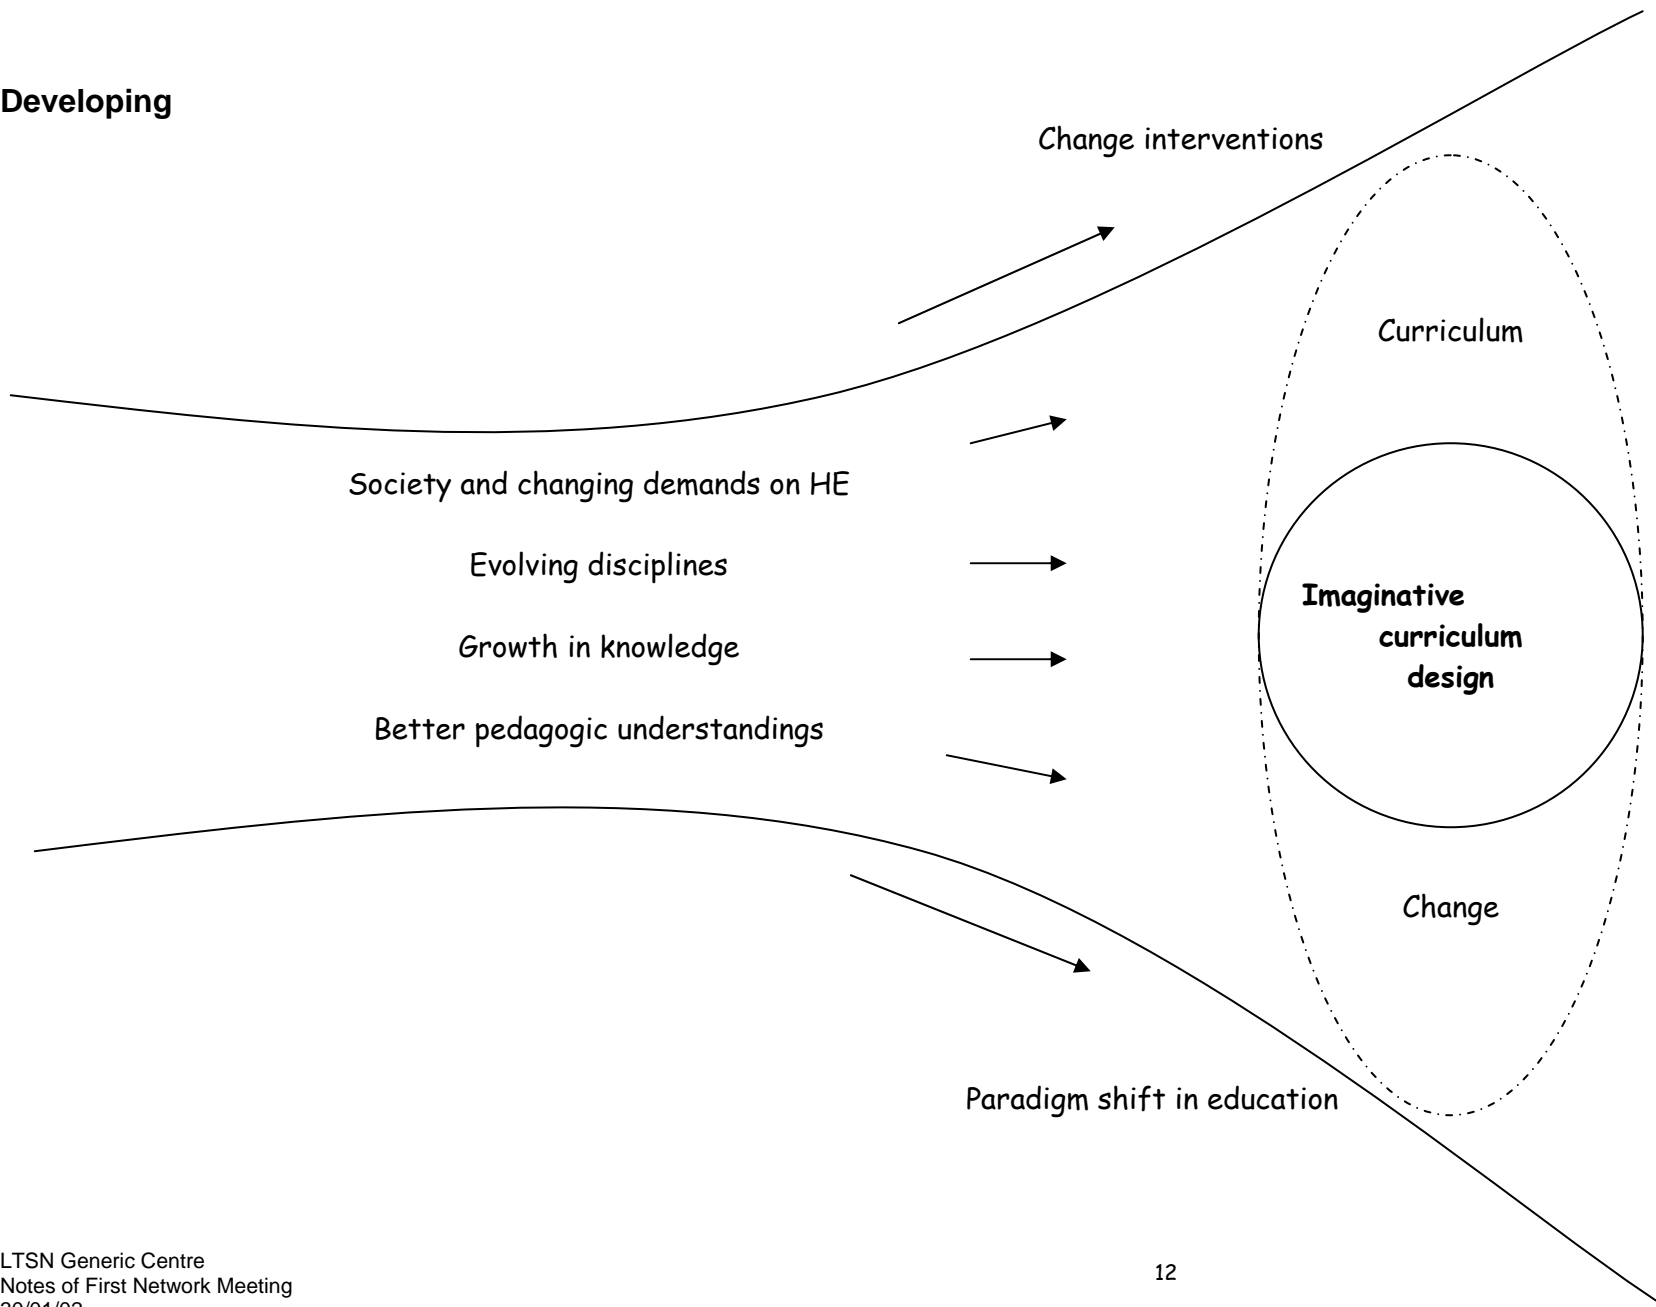 Developing
Change interventions
Curriculum
Society and changing demands on HE
Evolving disciplines
Growth in knowledge
Better pedagogic understandings
Imaginative
curriculum
design
Change
Paradigm shift in education
LTSN Generic Centre
Notes of First Network Meeting
12